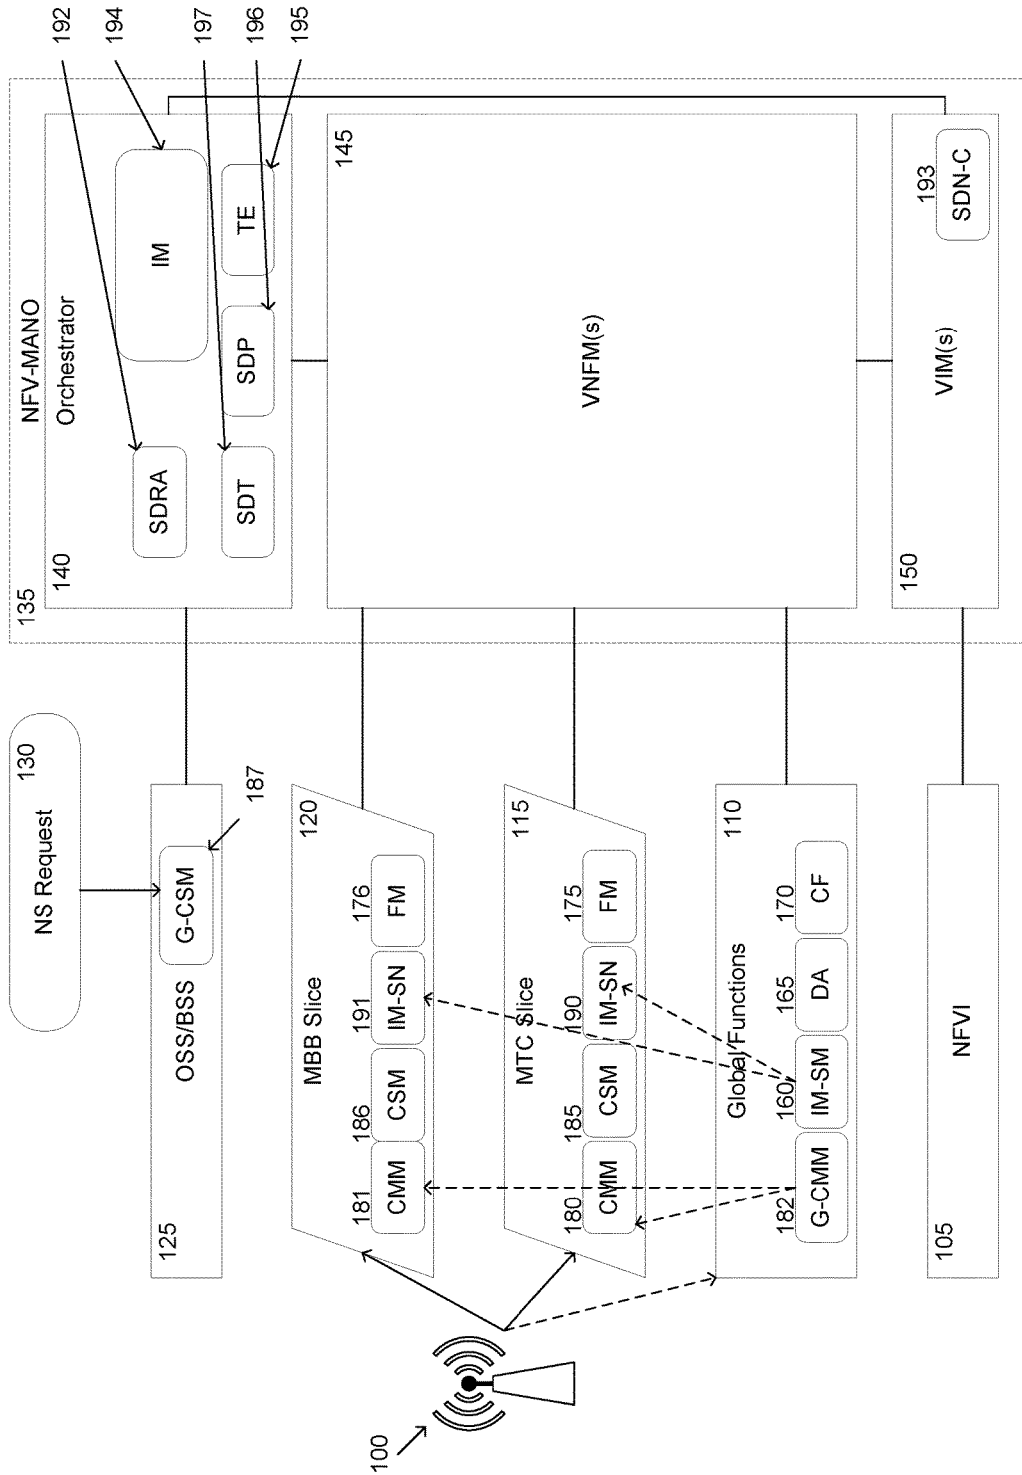 100
NS Request
130
125
OSS/BSS
G-CSM
187
MBB Slice
120
181
CMM
186
CSM
191
IM-SN
176
FM
MTC Slice
115
180
CMM
185
CSM
190
IM-SN
175
FM
Global Functions
110
182
G-CMM
160
IM-SM
165
DA
170
CF
105
NFVI
135
NFV-MANO
140
Orchestrator
SDRA
IM
SDT
SDP
TE
192
194
197
196
195
VNFM(s)
145
150
VIM(s)
193
SDN-C